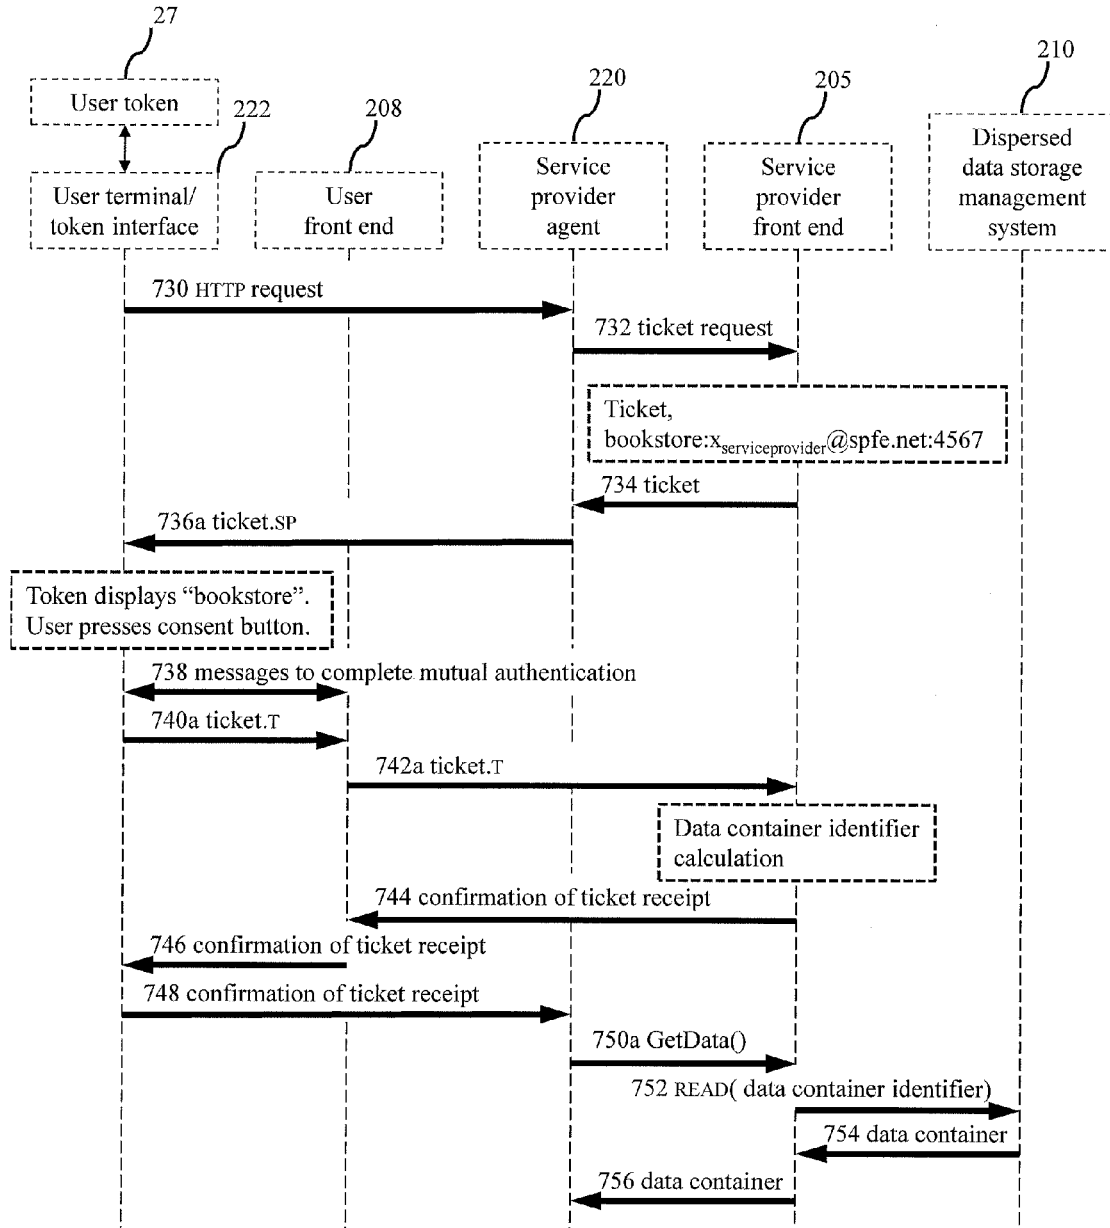 27
220
205
210
User token
222
208
User terminal/
token interface
User
front end
Service
provider
agent
Service
provider
front end
Dispersed
data storage
management
system
730 HTTP request
732 ticket request
Ticket,
bookstore:xserviceprovider@spfe.net:4567
734 ticket
736a ticket.SP
Token displays “bookstore”.
User presses consent button.
738 messages to complete mutual authentication
740a ticket.T
742a ticket.T
Data container identifier
calculation
744 confirmation of ticket receipt
746 confirmation of ticket receipt
748 confirmation of ticket receipt
750a GetData()
752 READ( data container identifier)
754 data container
756 data container